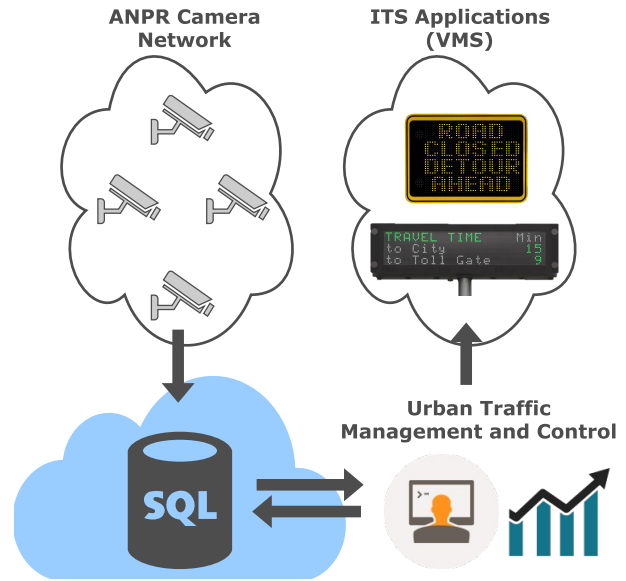 ANPR Camera
Network
ITS Applications
(VMS)
ROAD
CLOSED
DETOUR
AHEAD
TRAVEL TIME Min
to City 15
to Toll Gate 9
Urban Traffic
Management and Control
SQL
>-